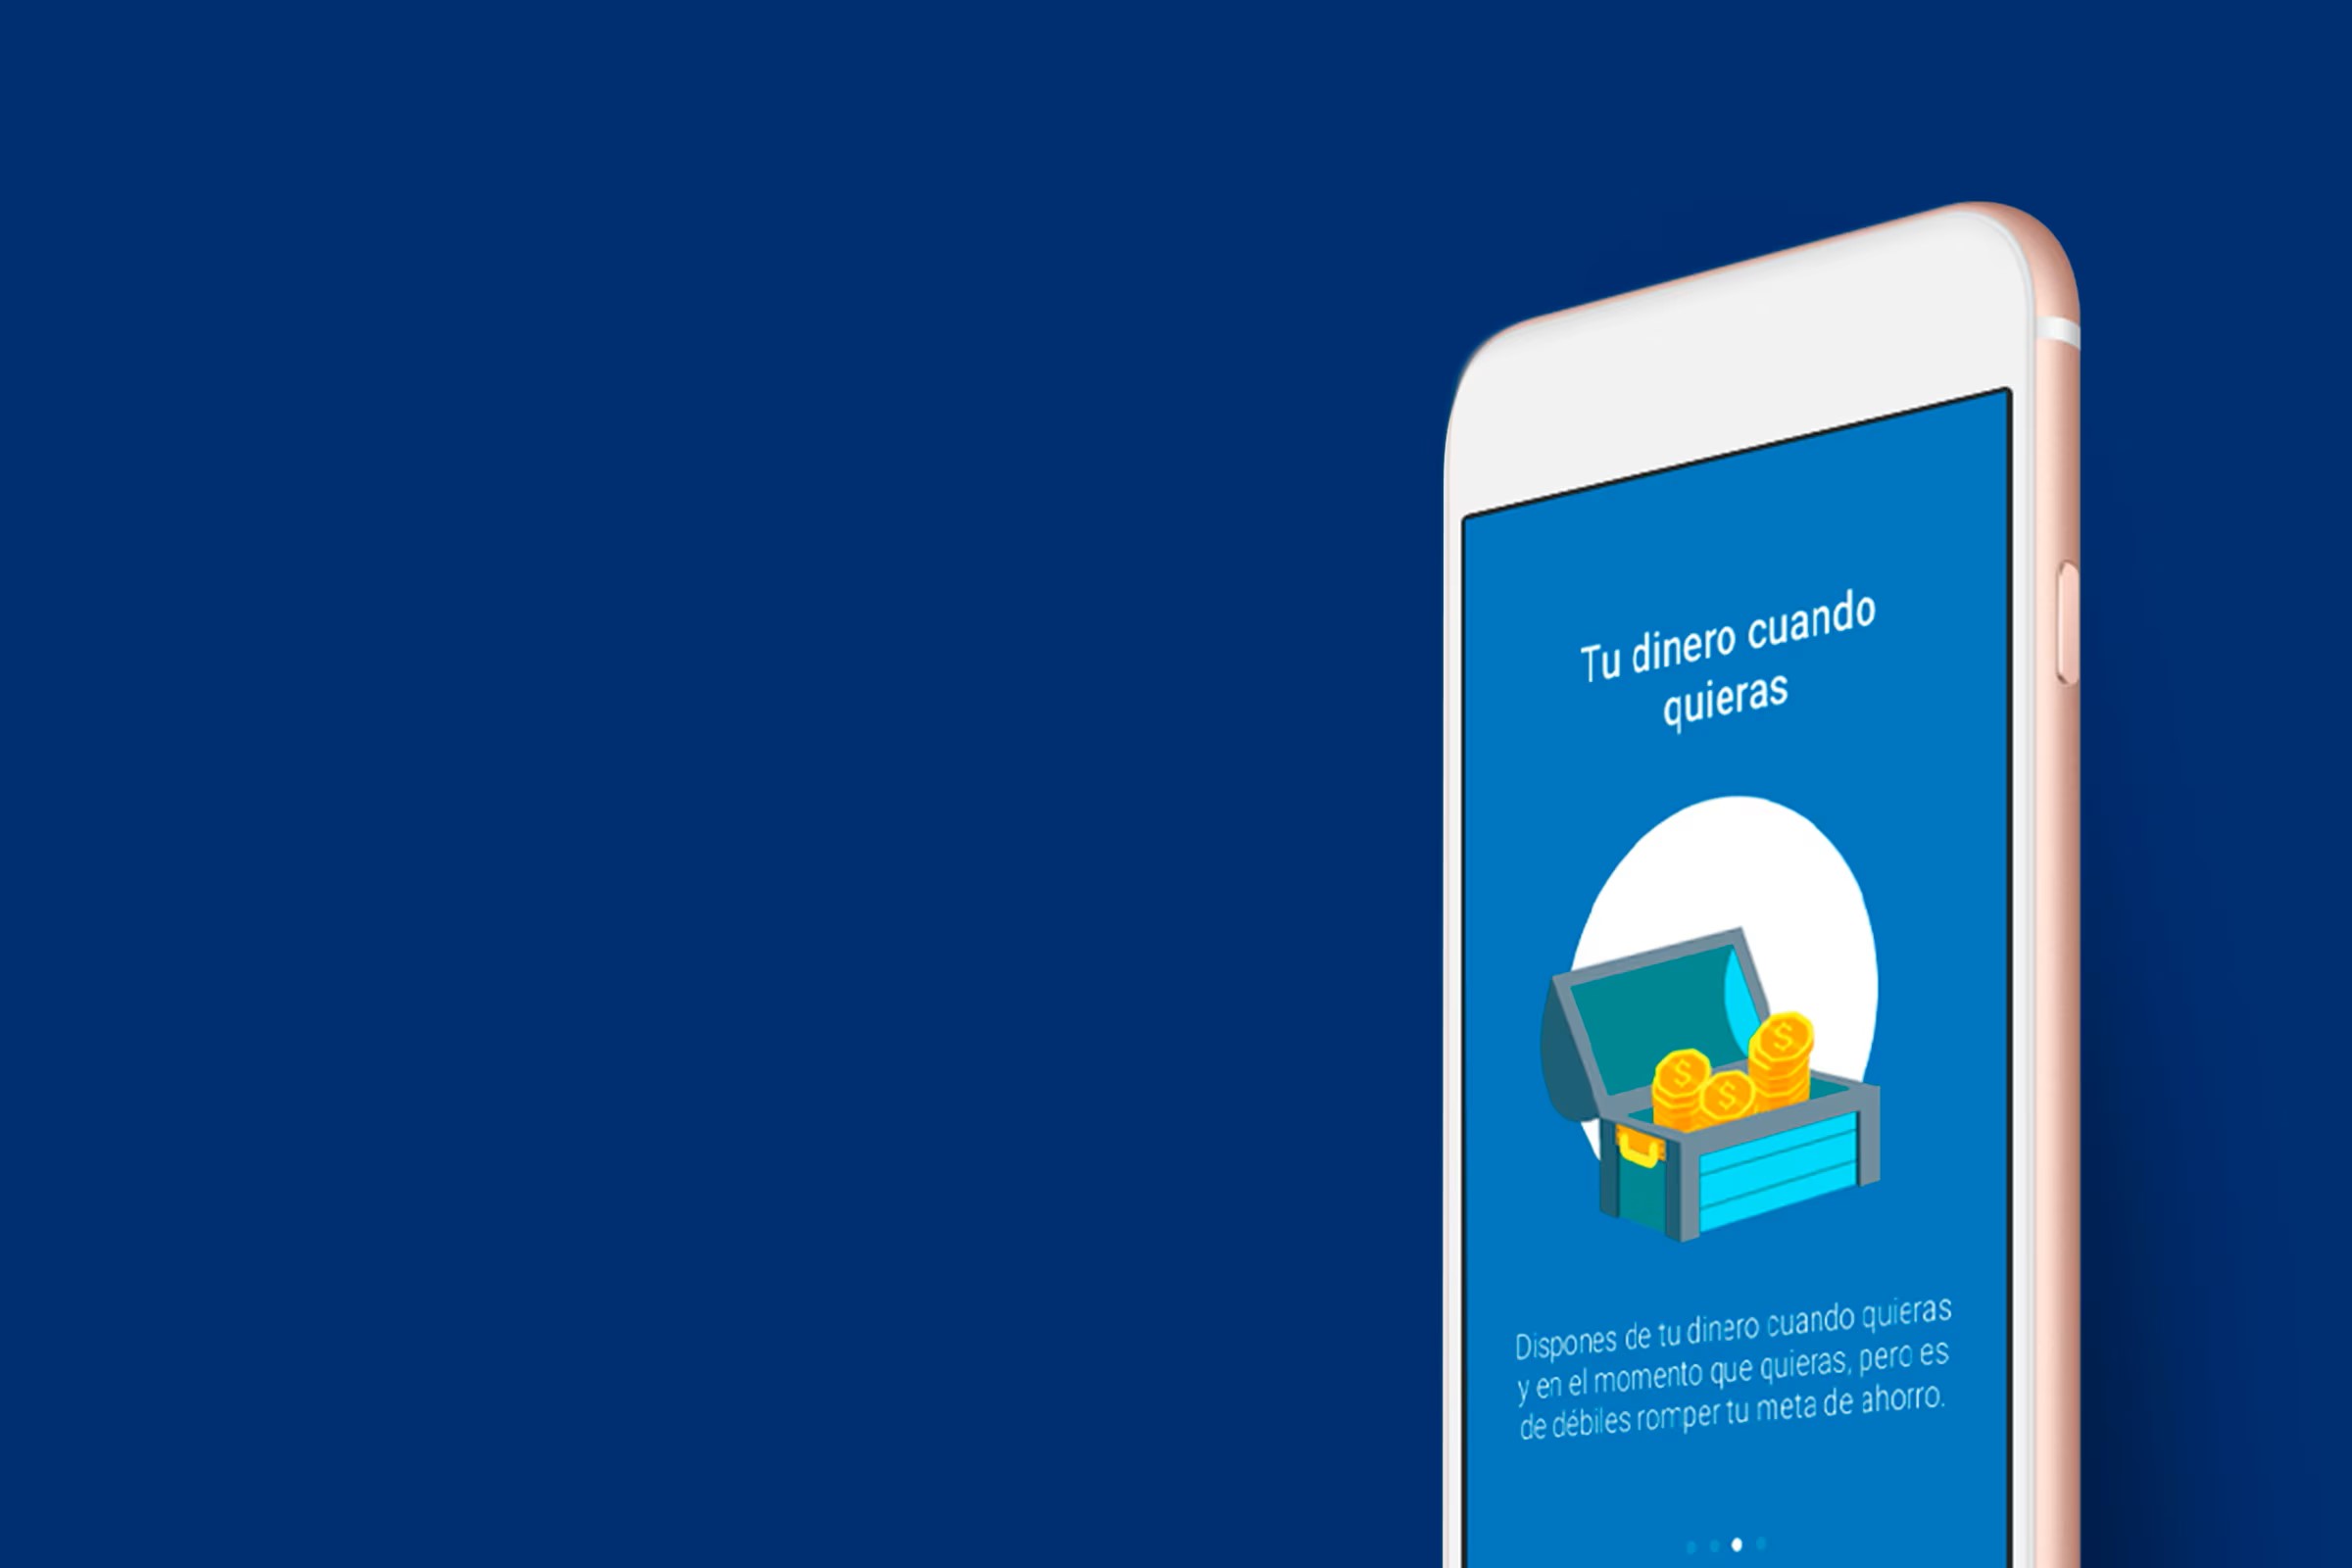 Tu dinero cuando
quieras
$
$
$
Dispones de tu dinero cuando quieras
y en el momento que quieras, pero es
de débiles romper tu meta de ahorro.